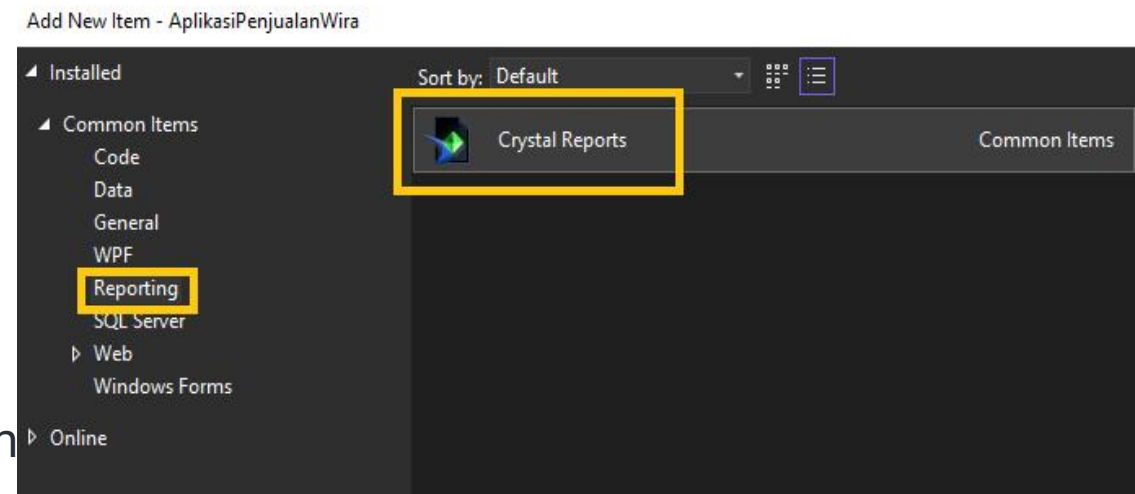 Add New Item - AplikasiPenjualanWira
Installed
Sort by: Default
Common Items
Crystal Reports
Common Items
Code
Data
General
WPF
Reporting
SQL Server
Web
Windows Forms
n
Online